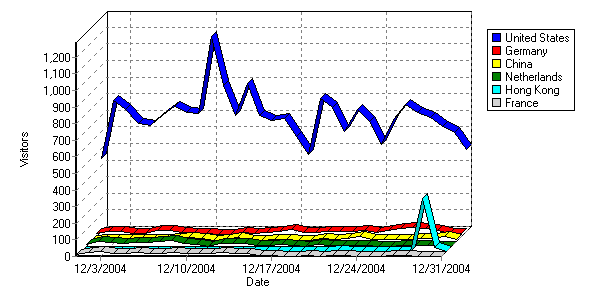 1,200
1,100
1,000
900
800
700
600
500
400
300
200
100
0
Visitors
12/3/2004 12/10/2004 12/17/2004 12/24/2004 12/31/2004
Date
United States
Germany
China
Netherlands
Hong Kong
France